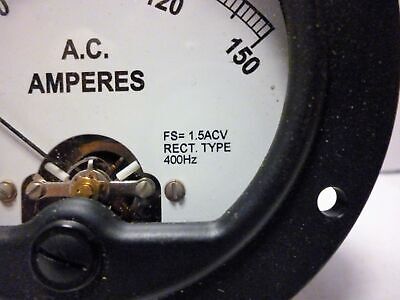 120
150
A.C.
AMPERES
FS= 1.5ACV
RECT. TYPE
400Hz